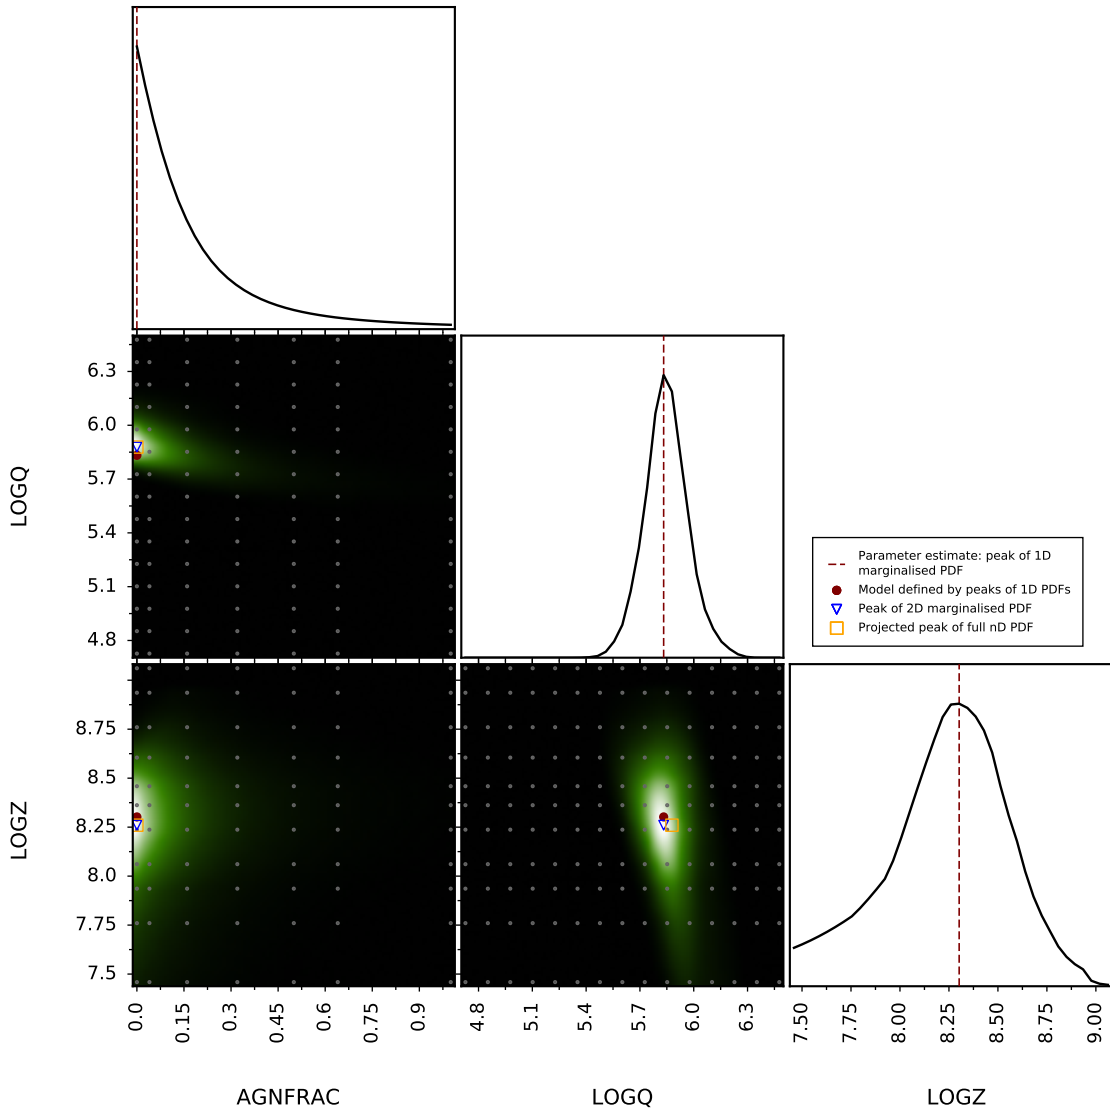 6.3
6.0
5.7
5.4
5.1
4.8
LOGQ
Parameter estimate: peak of 1D
marginalised PDF
Model defined by peaks of 1D PDFs
Peak of 2D marginalised PDF
Projected peak of full nD PDF
8.75
8.5
8.25
8.0
7.75
7.5
LOGZ
0.0 0.15 0.3 0.45 0.6 0.75 0.9
4.8 5.1 5.4 5.7 6.0 6.3
7.50 7.75 8.00 8.25 8.50 8.75 9.00
AGNFRAC LOGQ LOGZ